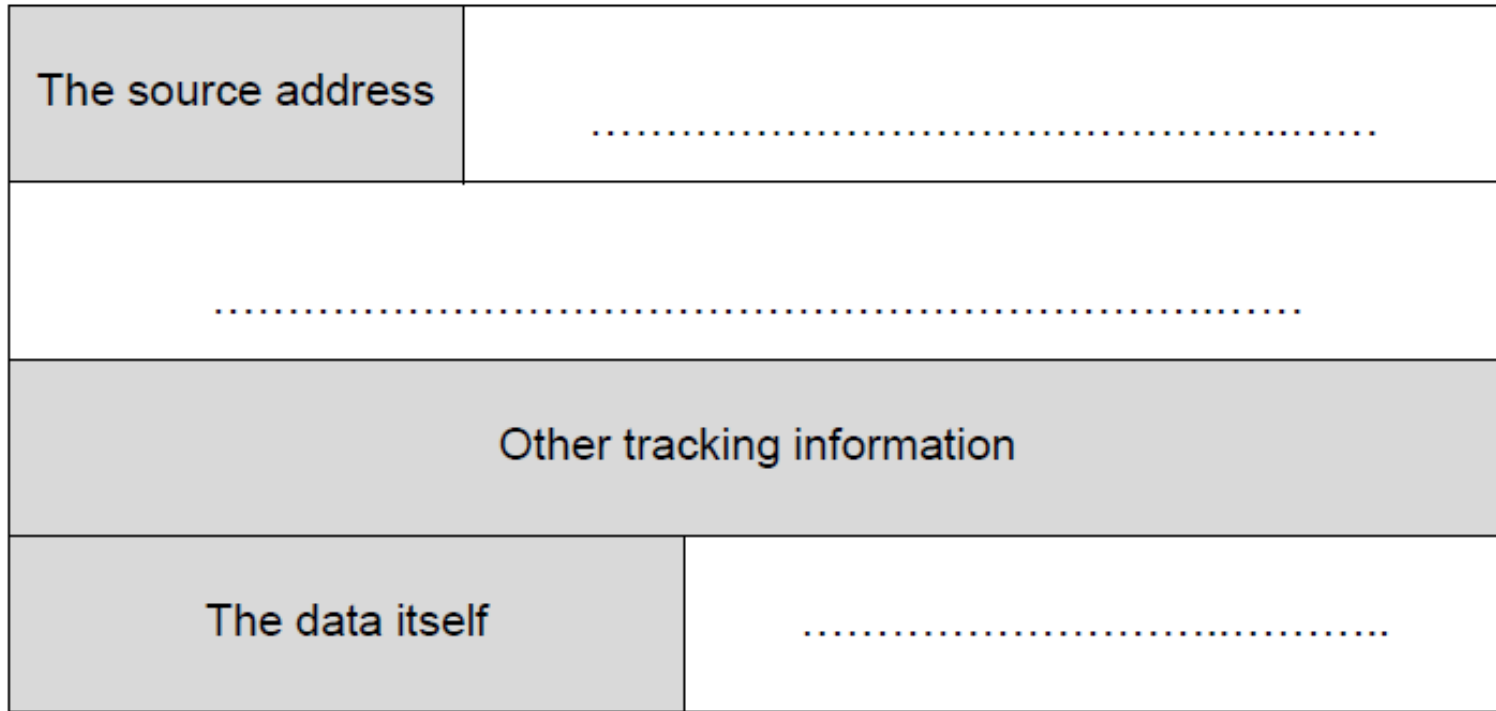 The source address
…………………………………………..……
…………………………………………………………..……
Other tracking information
The data itself
………………………..………..